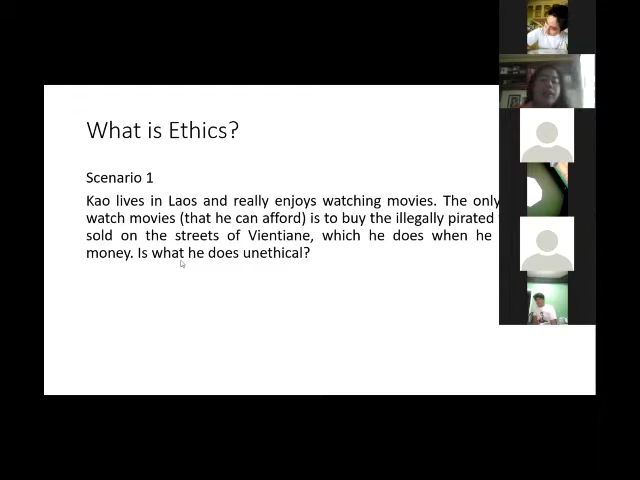 What is Ethics?
Scenario 1
Kao lives in Laos and really enjoys watching movies. The only
watch movies (that he can afford) is to buy the illegally pirated
sold on the streets of Vientiane, which he does when he
money. Is what he does unethical?